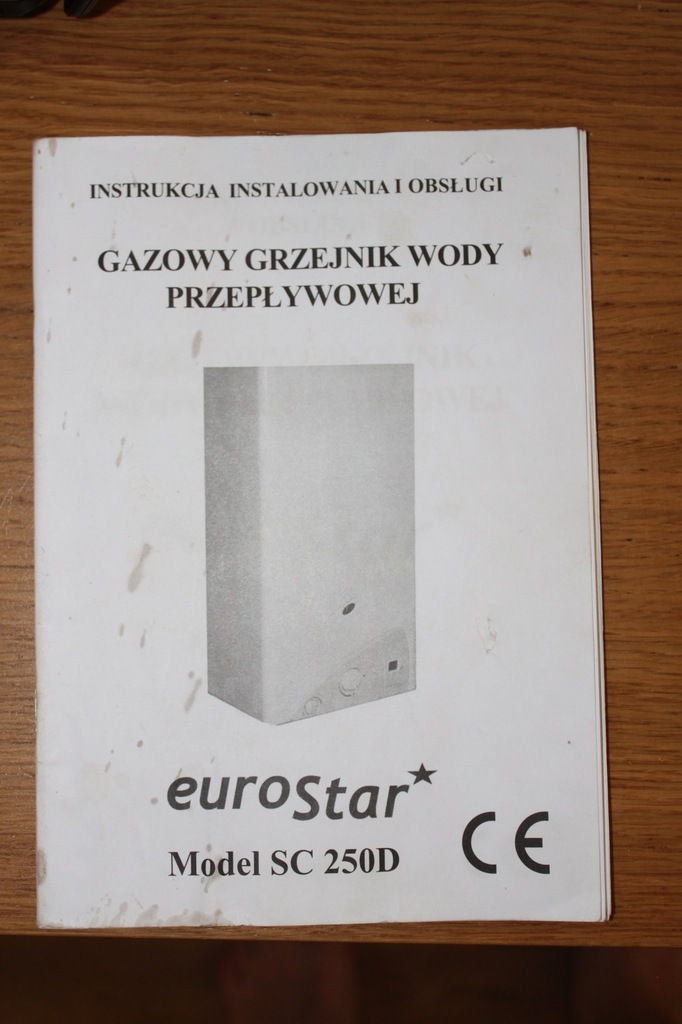 INSTRUKCJA INSTALOWANIA I OBSŁUGI
GAZOWY GRZEJNIK WODY
PRZEPŁYWOWEJ
euroStar
Model SC 250D
CE